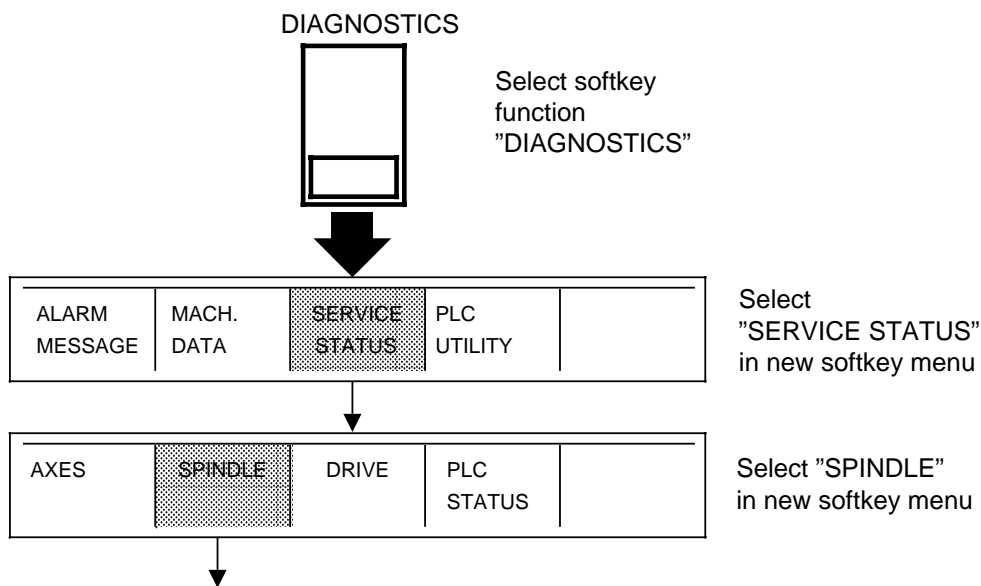 DIAGNOSTICS
Select softkey
function
”DIAGNOSTICS”
ALARM
MESSAGE
MACH.
DATA
SERVICE
STATUS
PLC
UTILITY
Select
”SERVICE STATUS”
in new softkey menu
AXES
SPINDLE
DRIVE
PLC
STATUS
Select ”SPINDLE”
in new softkey menu